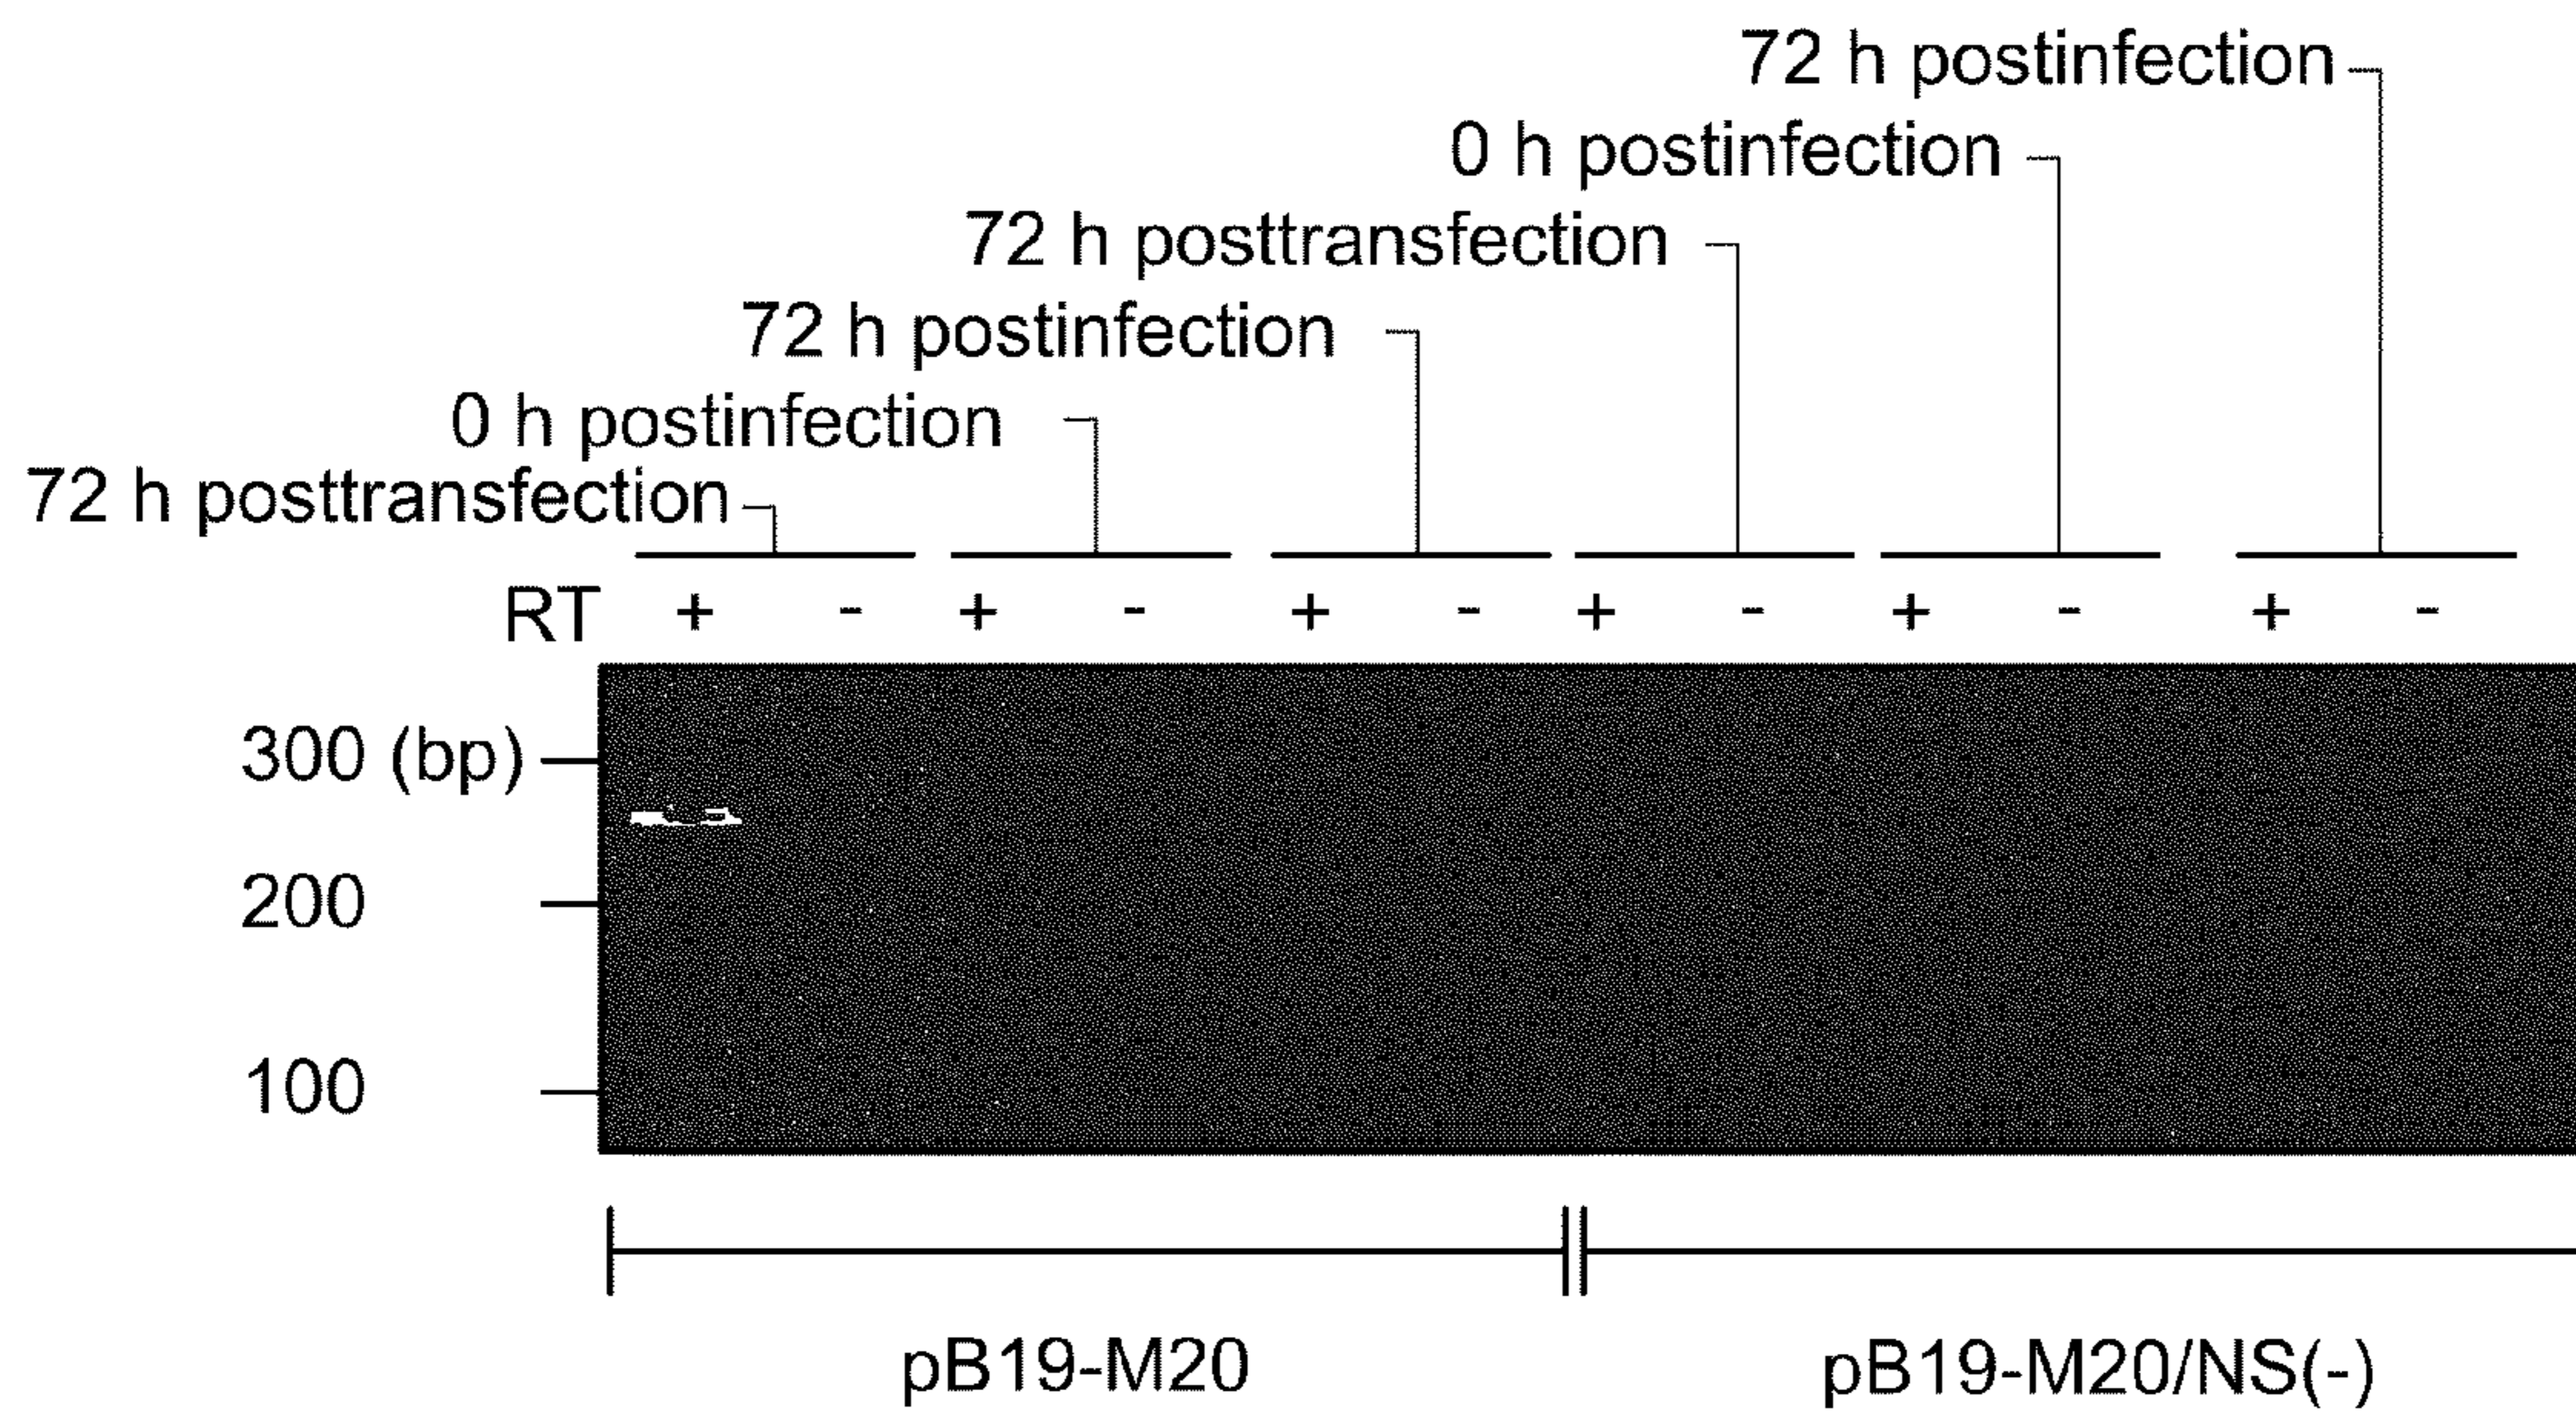 72 h postinfection
0 h postinfection
72 h posttransfection
72 h postinfection
0 h postinfection
72 h posttransfection
RT + - + - + - + - + - + -
300 (bp)
200
100
pB19-M20 pB19-M20/NS(-)